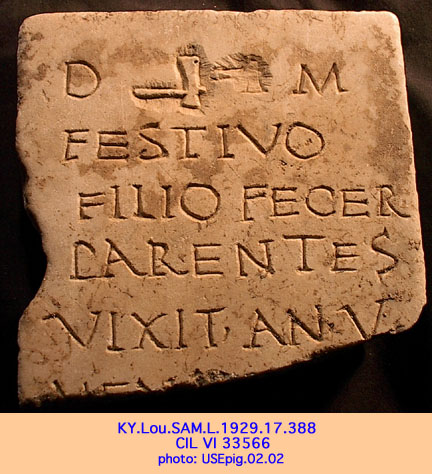 D M
FESTIVO
FILIO FECER
PARENTES
VIXIT AN V
KY.Lou.SAM.L.1929.17.388
CIL VI 33566
photo: USEpig.02.02